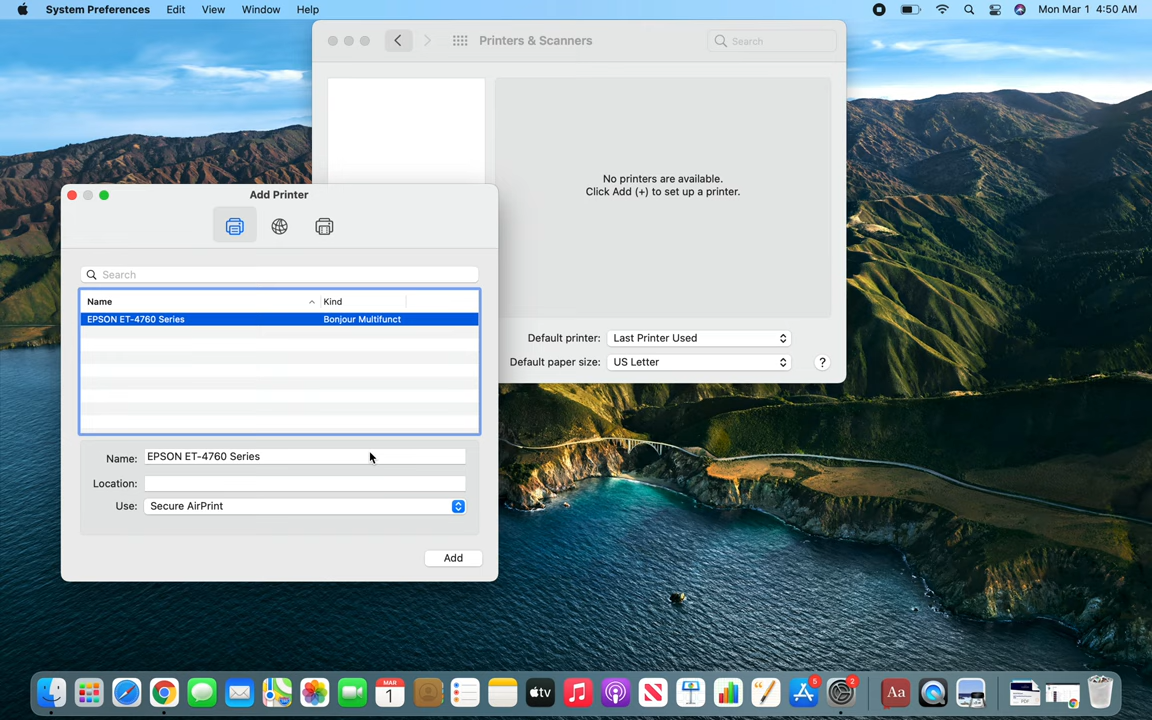 System Preferences Edit View Window Help
Mon Mar 1 4:50 AM
Printers & Scanners
Search
No printers are available.
Click Add (+) to set up a printer.
Default printer: Last Printer Used
Default paper size: US Letter
?
Add Printer
Search
Name Kind
EPSON ET-4760 Series Bonjour Multifunct
Name: EPSON ET-4760 Series
Location:
Use: Secure AirPrint
Add
MAR
1
tv
5
2
Aa